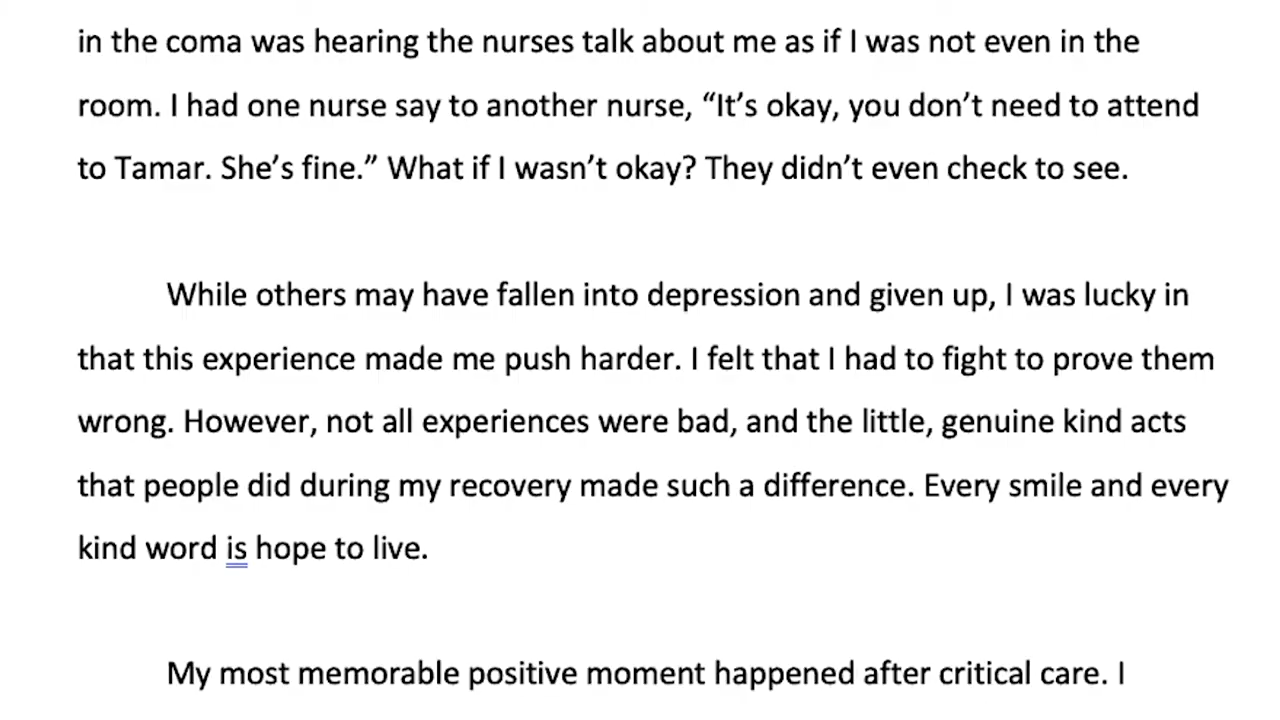 in the coma was hearing the nurses talk about me as if I was not even in the
room. I had one nurse say to another nurse, “It’s okay, you don’t need to attend
to Tamar. She’s fine.” What if I wasn’t okay? They didn’t even check to see.
While others may have fallen into depression and given up, I was lucky in
that this experience made me push harder. I felt that I had to fight to prove them
wrong. However, not all experiences were bad, and the little, genuine kind acts
that people did during my recovery made such a difference. Every smile and every
kind word is hope to live.
My most memorable positive moment happened after critical care. I